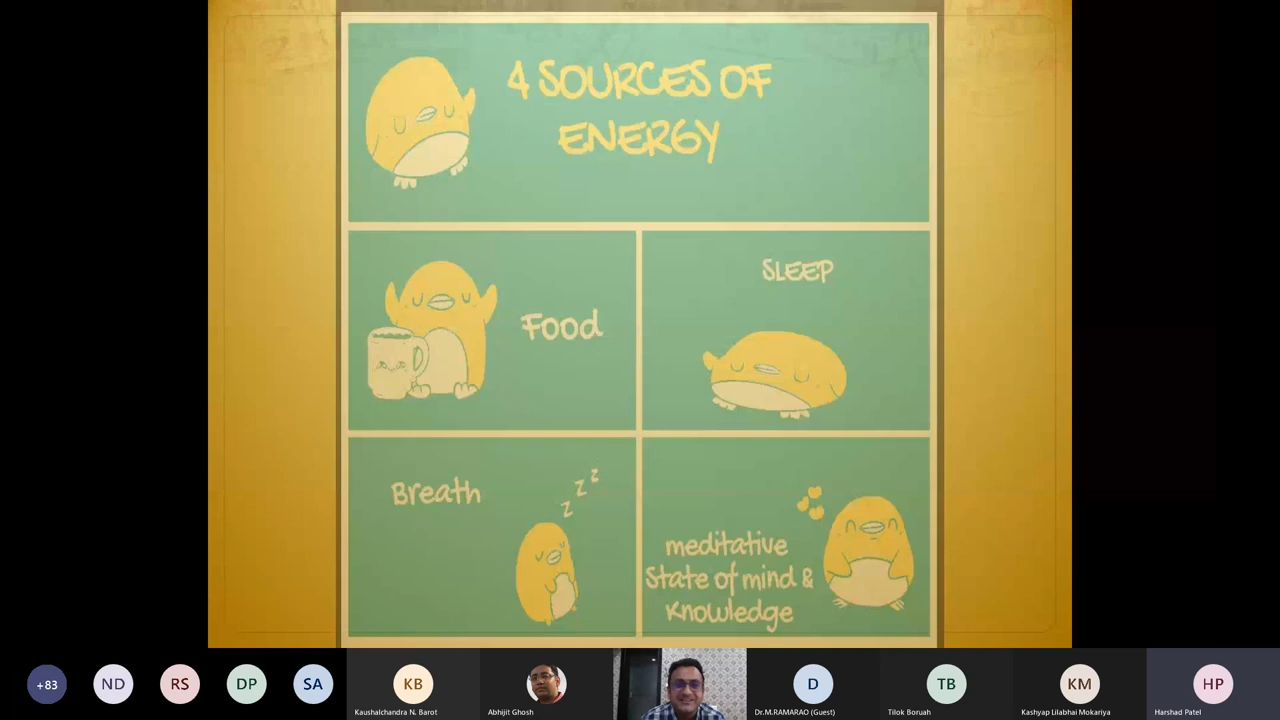 4 SOURCES OF
ENERGY
Food
SLEEP
Breath
z z z
meditative
State of mind &
Knowledge
+83
ND
RS
DP
SA
KB
Kaushalchandra N. Barot
Abhijit Ghosh
D
Dr.M.RAMARAO (Guest)
TB
Tilok Boruah
KM
Kashyap Lilabhai Mokariya
HP
Harshad Patel